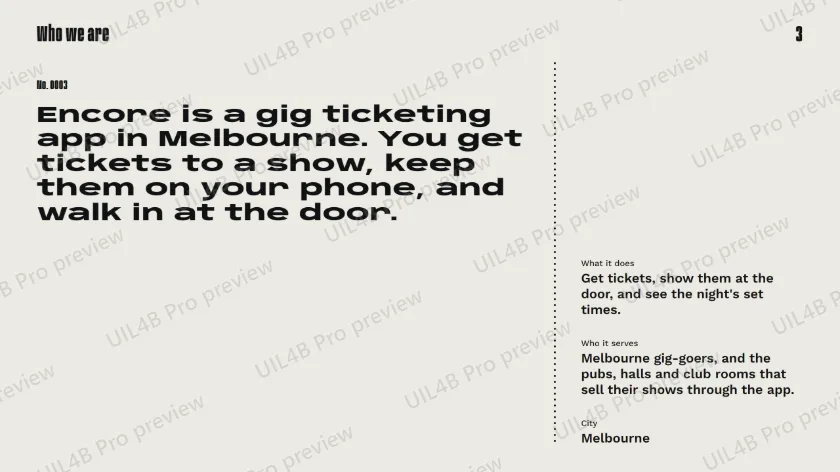 Who we are
3
No. 0003
Encore is a gig ticketing
app in Melbourne. You get
tickets to a show, keep
them on your phone, and
walk in at the door.
What it does
Get tickets, show them at the
door, and see the night's set
times.
Who it serves
Melbourne gig-goers, and the
pubs, halls and club rooms that
sell their shows through the app.
City
Melbourne
UIL4B Pro preview